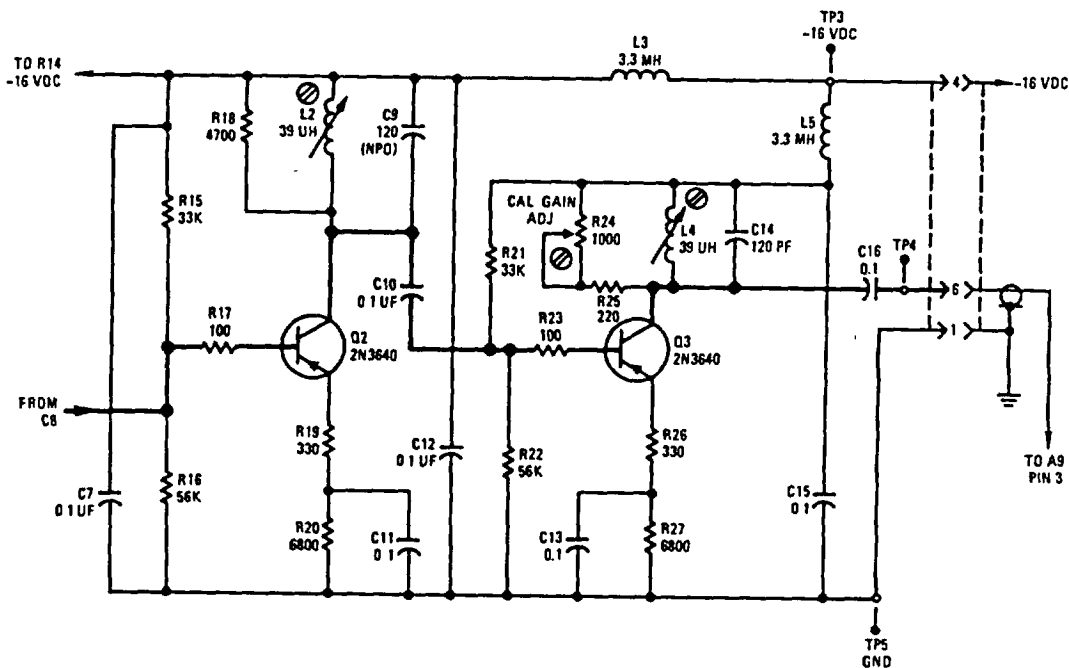 TP3
-16 VDC
TO R14
-16 VDC
L3
3.3 MH
4
-16 VDC
R18
4700
L2
39 UH
C9
120
(NPO)
L5
3.3 MH
R15
33K
CAL GAIN
ADJ
R24
1000
L4
39 UH
C14
120 PF
C10
0 1 UF
R21
33K
C16
0.1
TP4
6
R25
220
1
R17
100
Q2
2N3640
R23
100
Q3
2N3640
FROM
C8
R19
330
C12
0 1 UF
R22
56K
R26
330
TO A9
PIN 3
C7
0 1 UF
R16
56K
R20
6800
C11
0 1
C13
0.1
R27
6800
C15
0.1
TP5
GND